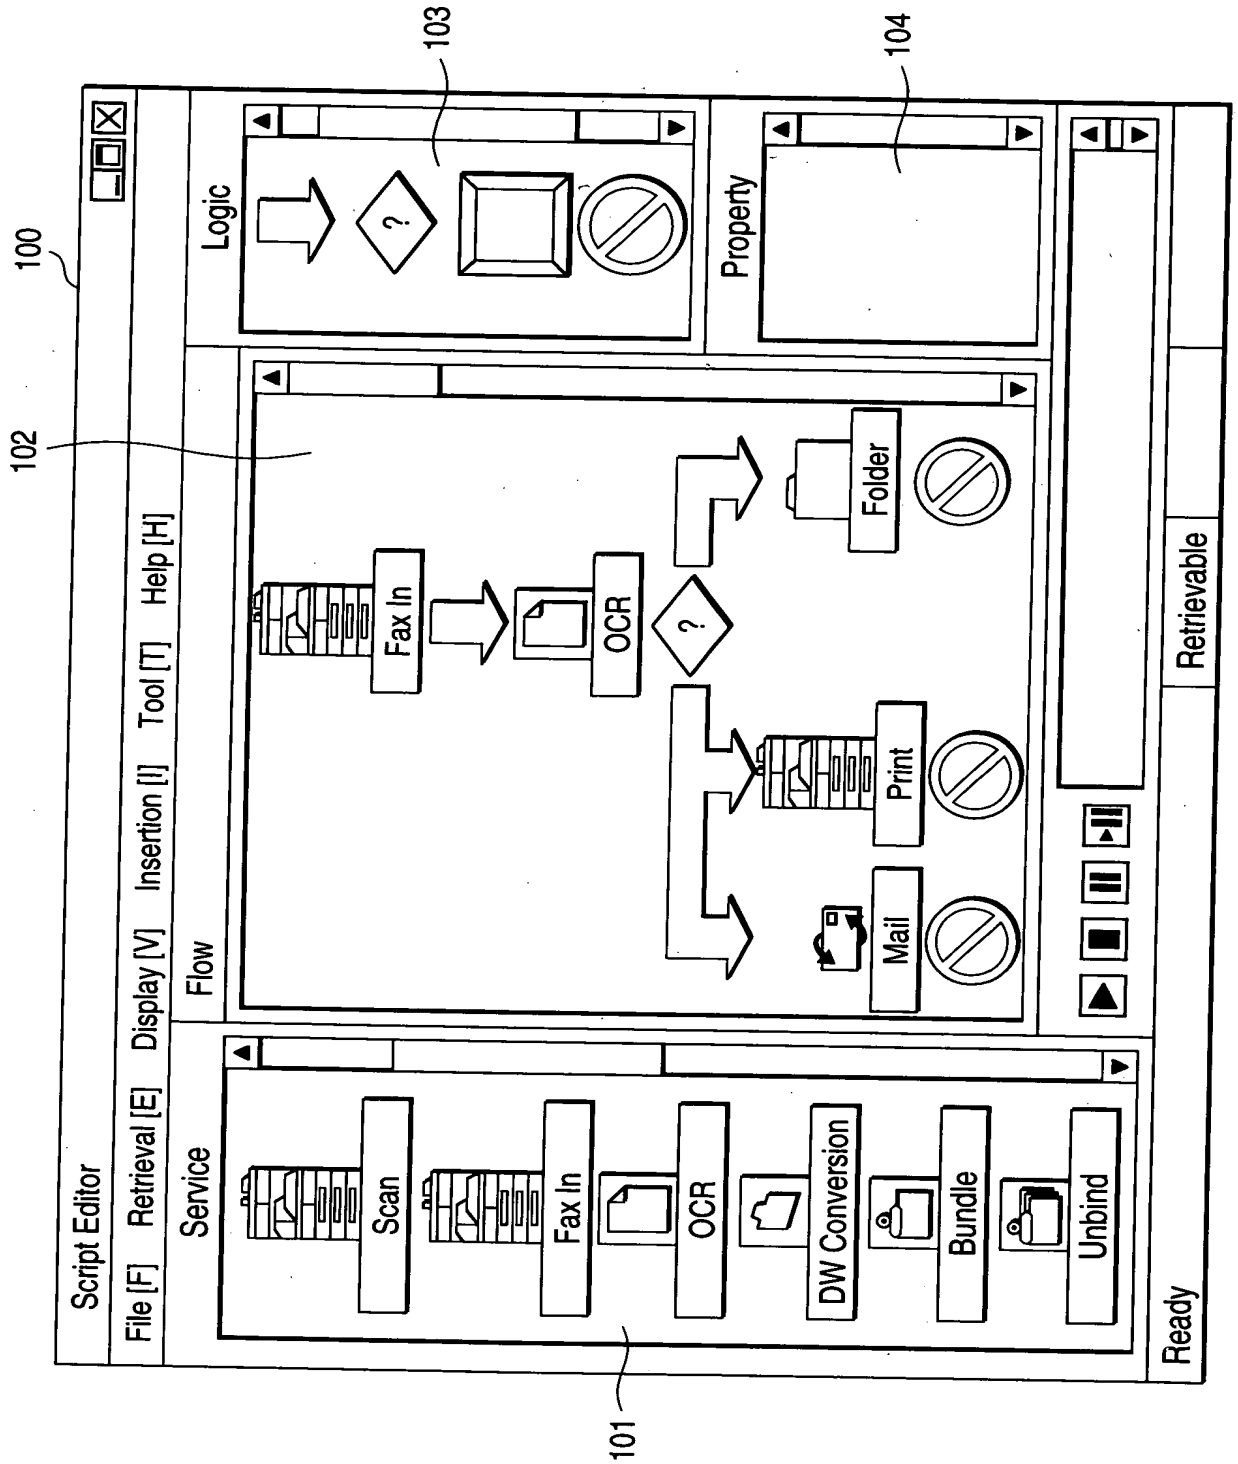 100
Script Editor
File [F] Retrieval [E] Display [V] Insertion [I] Tool [T] Help [H]
Service
Scan
Fax In
OCR
DW Conversion
Bundle
Unbind
101
Flow
102
Fax In
OCR
?
Mail
Print
Folder
Logic
?
103
Property
104
Ready
Retrievable